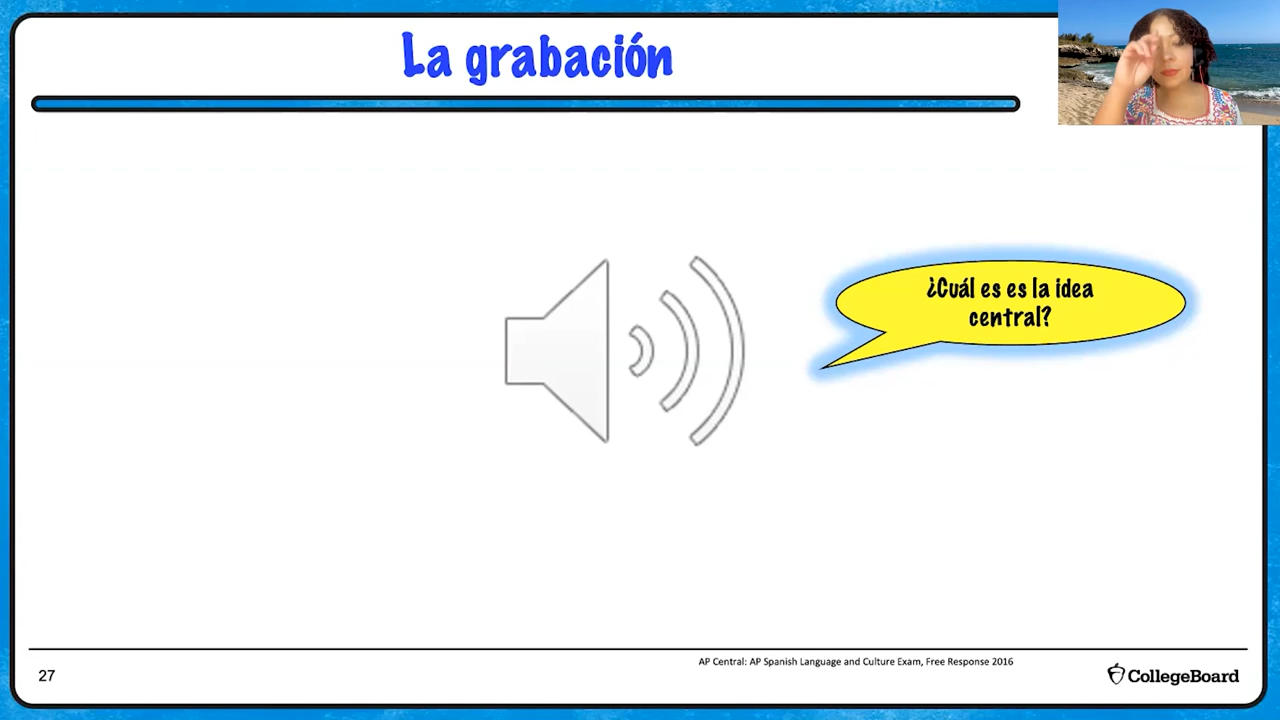 La grabación
¿Cuál es es la idea
central?
AP Central: AP Spanish Language and Culture Exam, Free Response 2016
27
CollegeBoard